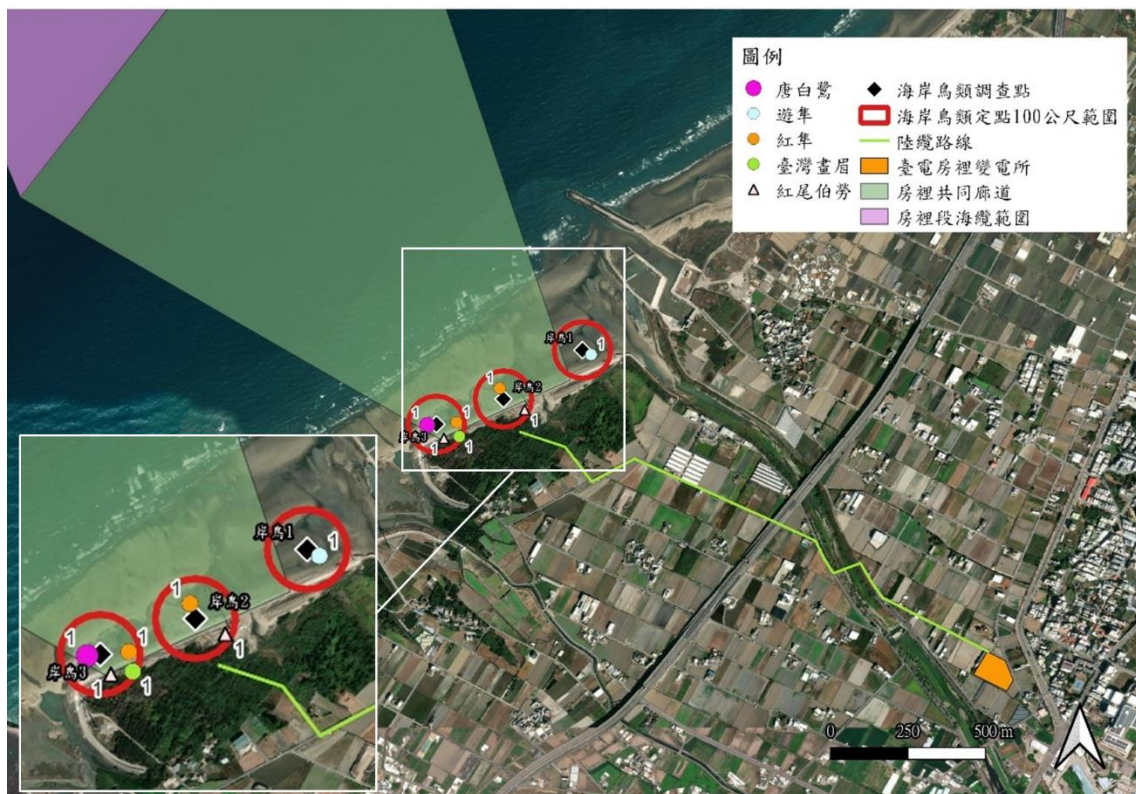 圖例
唐白鷺
遊隼
紅隼
臺灣畫眉
紅尾伯勞
海岸鳥類調查點
海岸鳥類定點100公尺範圍
陸纜路線
臺電房裡變電所
房裡共同廊道
房裡段海纜範圍
岸鳥1
1
1
岸鳥2
1
1
1
岸鳥3
1
1
岸鳥1
1
1
岸鳥2
1
1
1
岸鳥3
1
1
0
250
500 m